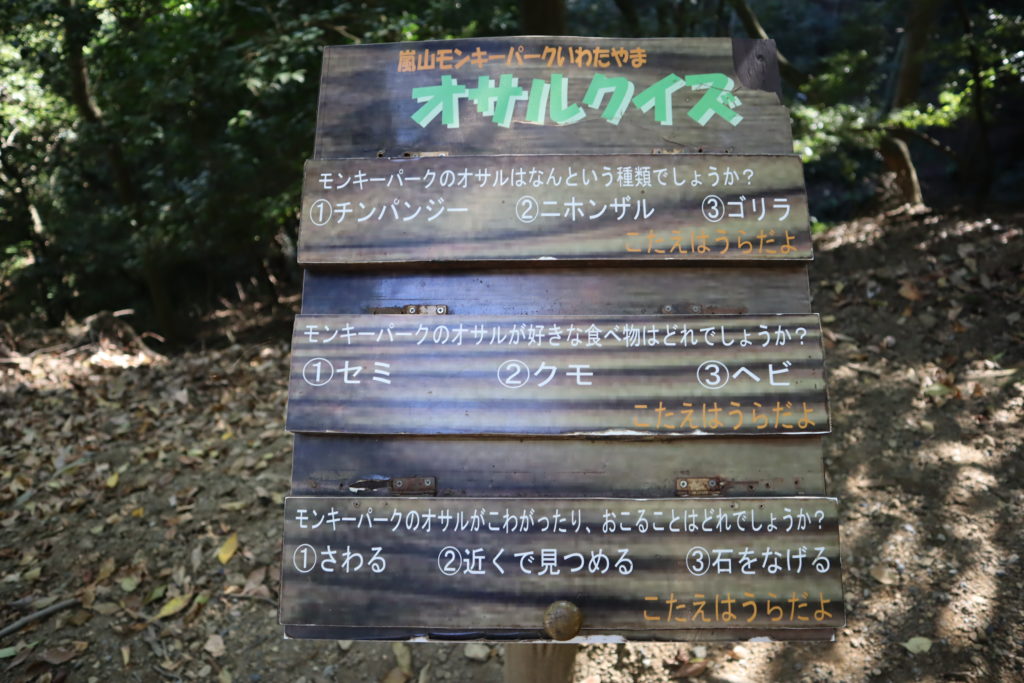 嵐山モンキーパークいわたやま
オサルクイズ
モンキーパークのオサルはなんという種類でしょうか？
①チンパンジー ②ニホンザル ③ゴリラ
こたえはうらだよ
モンキーパークのオサルが好きな食べ物はどれでしょうか？
①セミ ②クモ ③ヘビ
こたえはうらだよ
モンキーパークのオサルがこわがったり、おこることはどれでしょうか？
①さわる ②近くで見つめる ③石をなげる
こたえはうらだよ